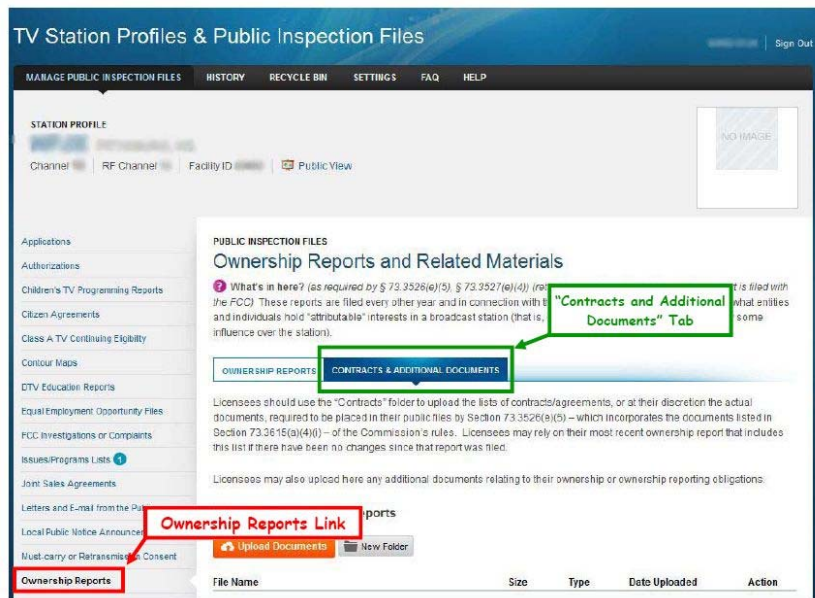 TV Station Profiles & Public Inspection Files
Sign Out
MANAGE PUBLIC INSPECTION FILES HISTORY RECYCLE BIN SETTINGS FAQ HELP
STATION PROFILE
NO IMAGE
Channel RF Channel Facility ID Public View
Applications
Authorizations
Children's TV Programming Reports
Citizen Agreements
Class A TV Continuing Eligibility
Contour Maps
DTV Education Reports
Equal Employment Opportunity Files
FCC Investigations or Complaints
Issues/Programs Lists 1
Joint Sales Agreements
Letters and E-mail from the
Local Public Notice
Must-carry or Consent
Ownership Reports
Ownership Reports Link
PUBLIC INSPECTION FILES
Ownership Reports and Related Materials
What's in here? (as required by § 73.3526(e)(5), § 73.3527(e)(4)) t is filed with
the FCC) These reports are filed every other year and in connection with what entities
and individuals hold "attributable" interests in a broadcast station (that is, some
influence over the station).
"Contracts and Additional
Documents" Tab
OWNERSHIP REPORTS CONTRACTS & ADDITIONAL DOCUMENTS
Licensees should use the "Contracts" folder to upload the lists of contracts/agreements, or at their discretion the actual
documents, required to be placed in their public files by Section 73.3526(e)(5) – which incorporates the documents listed in
Section 73.3615(a)(4)(i) – of the Commission's rules. Licensees may rely on their most recent ownership report that includes
this list if there have been no changes since that report was filed.
Licensees may also upload here any additional documents relating to their ownership or ownership reporting obligations.
ports
Upload Documents New Folder
File Name Size Type Date Uploaded Action